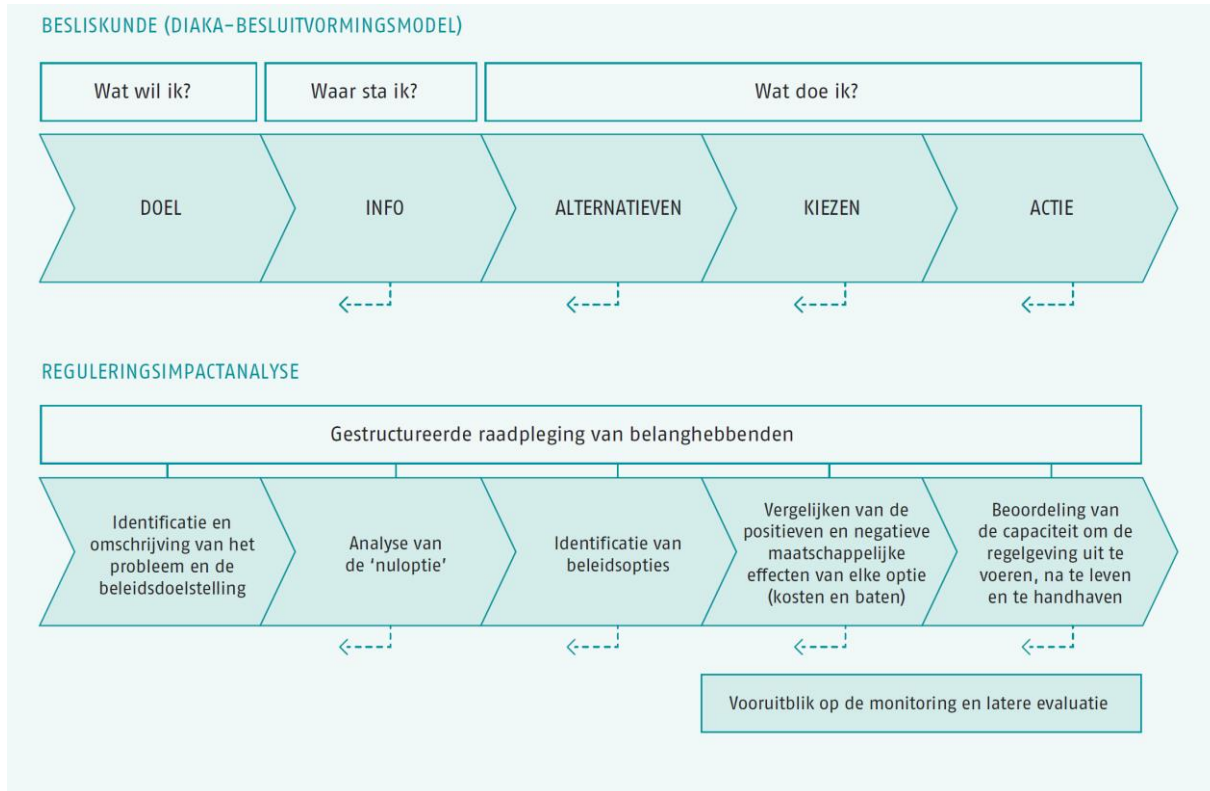 BESLISKUNDE (DIAKA-BESLUITVORMINGSMODEL)
Wat wil ik?
Waar sta ik?
Wat doe ik?
DOEL
INFO
ALTERNATIEVEN
KIEZEN
ACTIE
REGULERINGSIMPACTANALYSE
Gestructureerde raadpleging van belanghebbenden
Identificatie en
omschrijving van het
probleem en de
beleidsdoelstelling
Analyse van
de ‘nuloptie’
Identificatie van
beleidsopties
Vergelijken van de
positieven en negatieve
maatschappelijke
effecten van elke optie
(kosten en baten)
Beoordeling van
de capaciteit om de
regelgeving uit te
voeren, na te leven
en te handhaven
Vooruitblik op de monitoring en latere evaluatie